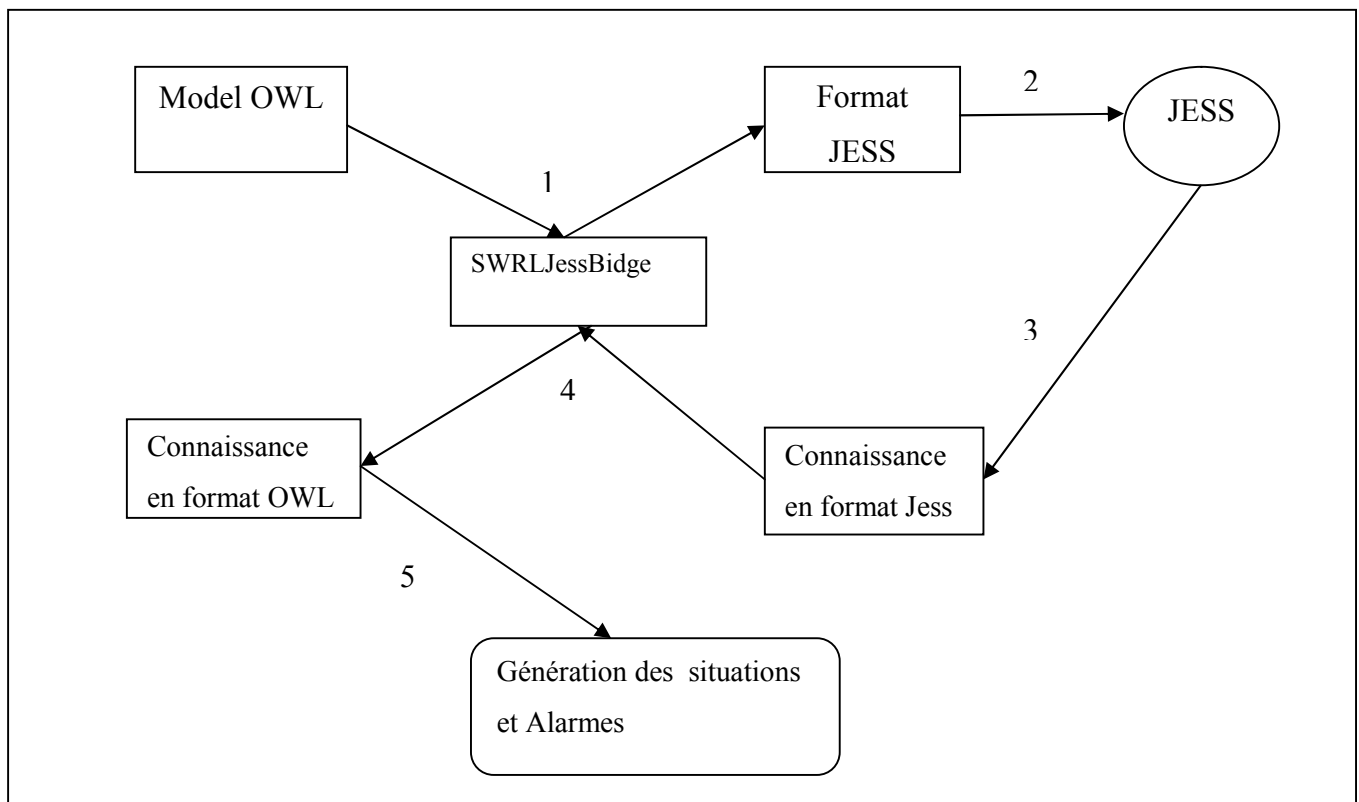 Model OWL
Format
JESS
2
JESS
1
SWRLJessBidge
3
4
Connaissance
en format OWL
Connaissance
en format Jess
5
Génération des situations
et Alarmes